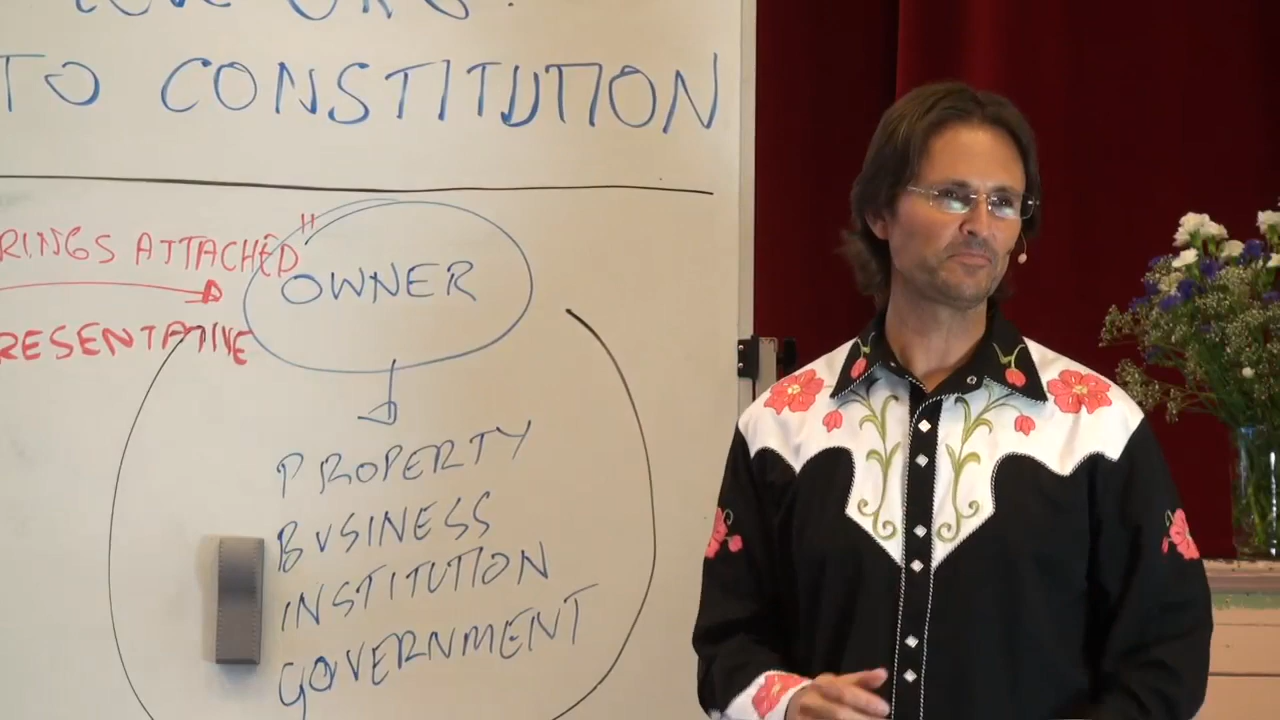 TO CONSTITUTION
RINGS ATTACHED"
OWNER
RESENTATIVE
PROPERTY
BUSINESS
INSTITUTION
GOVERNMENT